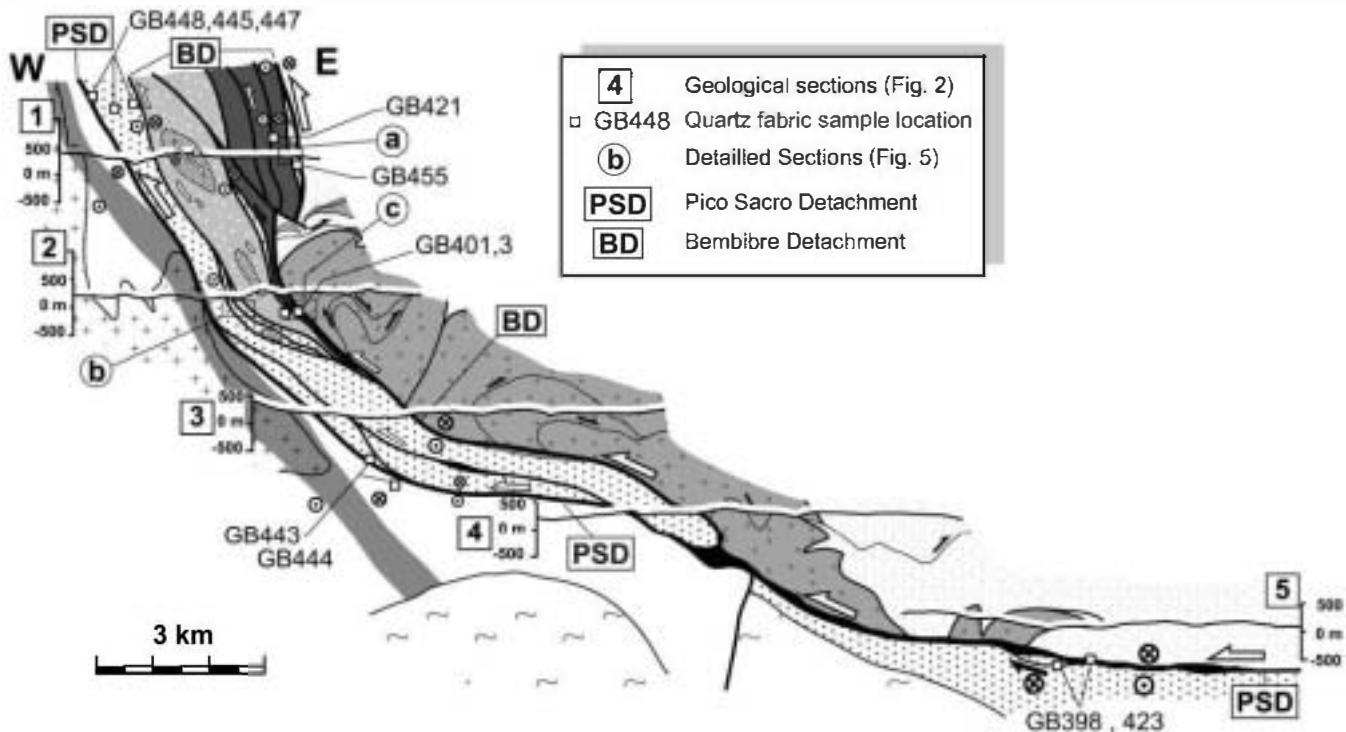 GB448,445,447
PSD
BD
W
E
GB421
a
GB455
c
GB401,3
1
500
0 m
-500
2
500
0 m
-500
b
BD
3
500
0 m
-500
GB443
GB444
4
500
0 m
-500
PSD
5
500
0 m
-500
PSD
GB398 , 423
3 km
4 Geological sections (Fig. 2)
GB448 Quartz fabric sample location
b Detailled Sections (Fig. 5)
PSD Pico Sacro Detachment
BD Bembibre Detachment